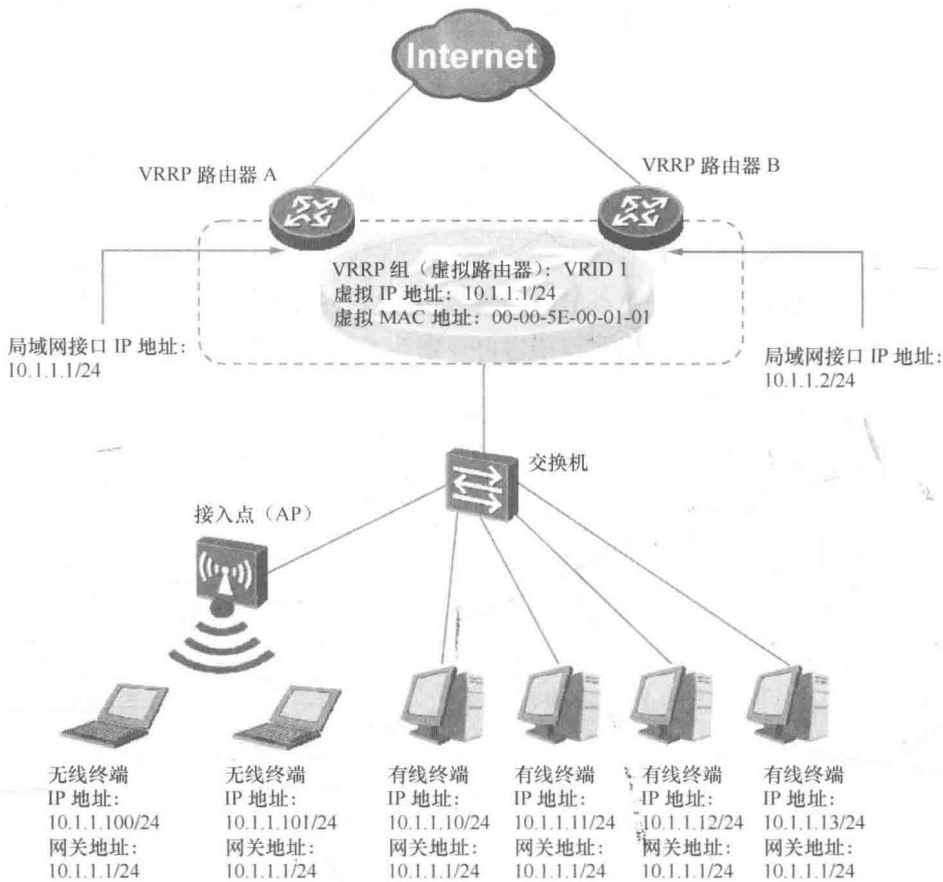 Internet
VRRP 路由器 A
VRRP 路由器 B
VRRP 组（虚拟路由器）：VRID 1
虚拟 IP 地址：10.1.1.1/24
虚拟 MAC 地址：00-00-5E-00-01-01
局域网接口 IP 地址：
10.1.1.1/24
局域网接口 IP 地址：
10.1.1.2/24
交换机
接入点（AP）
无线终端
IP 地址：
10.1.1.100/24
网关地址：
10.1.1.1/24
无线终端
IP 地址：
10.1.1.101/24
网关地址：
10.1.1.1/24
有线终端
IP 地址：
10.1.1.10/24
网关地址：
10.1.1.1/24
有线终端
IP 地址：
10.1.1.11/24
网关地址：
10.1.1.1/24
有线终端
IP 地址：
10.1.1.12/24
网关地址：
10.1.1.1/24
有线终端
IP 地址：
10.1.1.13/24
网关地址：
10.1.1.1/24